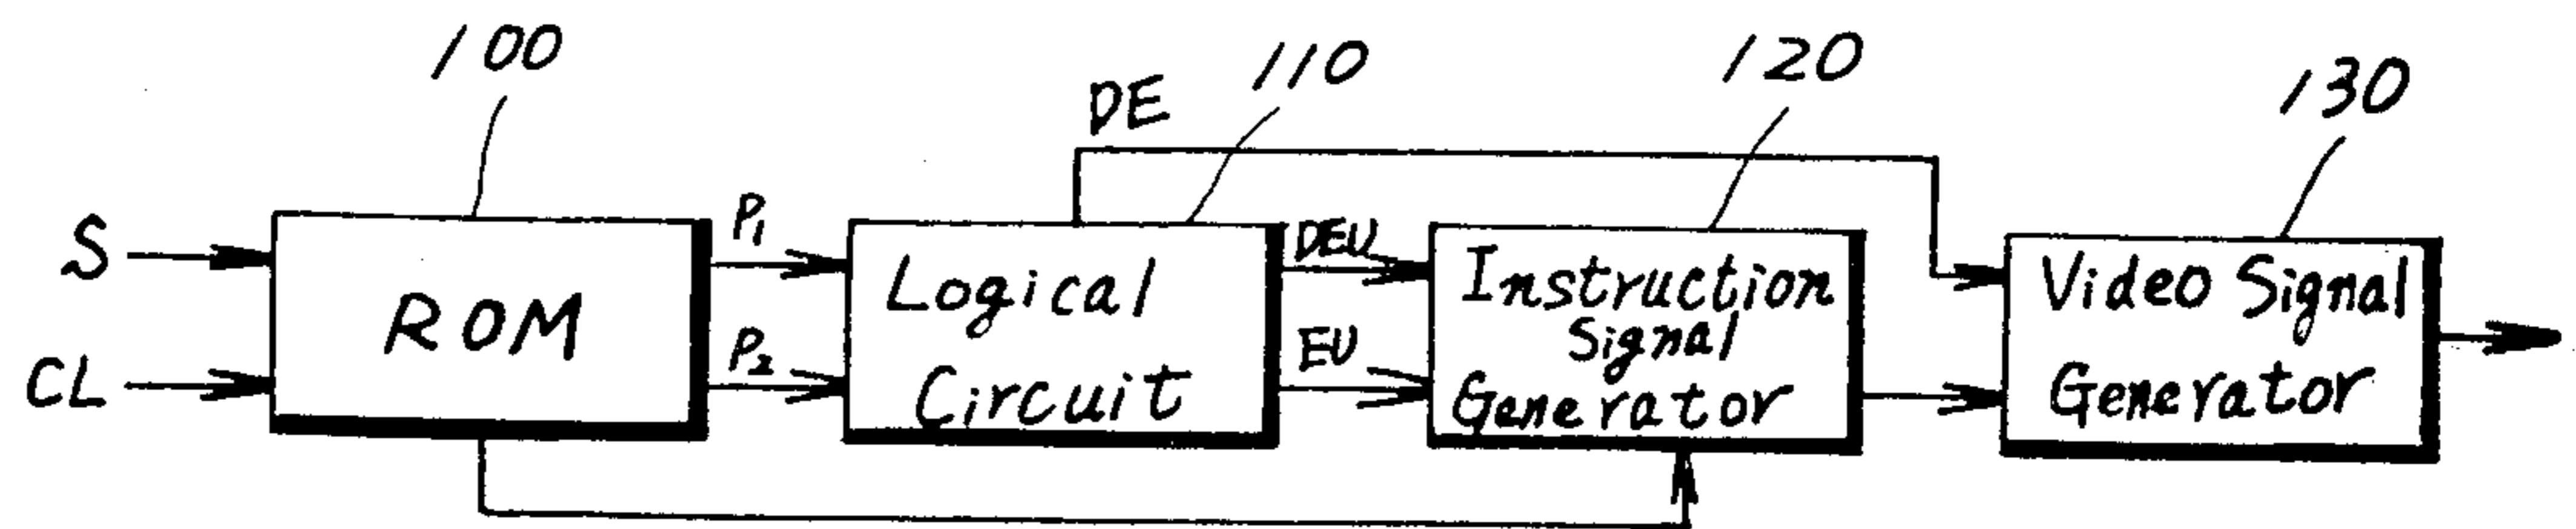 100
110
120
130
DE
S
CL
ROM
P₁
P₂
Logical
Circuit
DEU
EU
Instruction
Signal
Generator
Video Signal
Generator